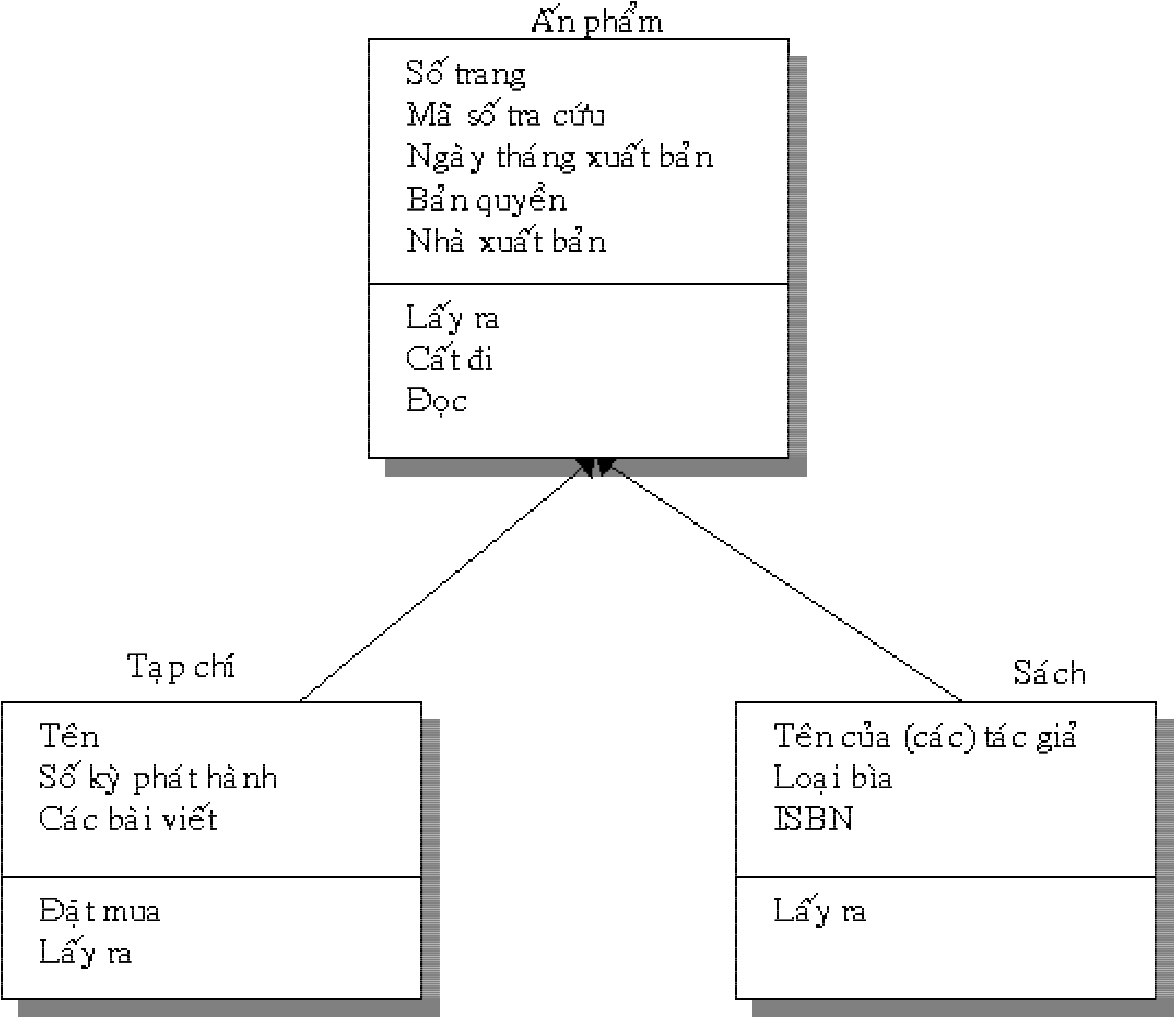 Ấn phẩm
Số trang
Mã số tra cứu
Ngày tháng xuất bản
Bản quyền
Nhà xuất bản
Lấy ra
Cất đi
Đọc
Tạp chí
Tên
Số kỳ phát hành
Các bài viết
Đặt mua
Lấy ra
Sách
Tên của (các) tác giả
Loại bìa
ISBN
Lấy ra